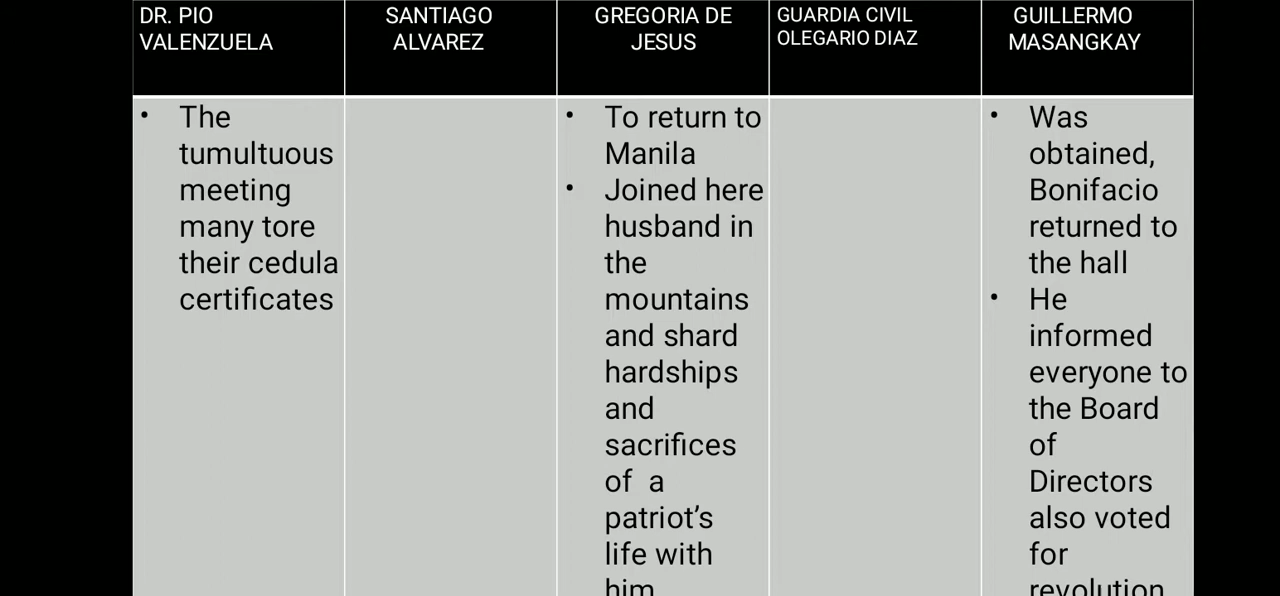 DR. PIO
VALENZUELA
SANTIAGO
ALVAREZ
GREGORIA DE
JESUS
GUARDIA CIVIL
OLEGARIO DIAZ
GUILLERMO
MASANGKAY
• The
tumultuous
meeting
many tore
their cedula
certificates
• To return to
Manila
• Joined here
husband in
the
mountains
and shard
hardships
and
sacrifices
of a
patriot’s
life with
him
• Was
obtained,
Bonifacio
returned to
the hall
• He
informed
everyone to
the Board
of
Directors
also voted
for
revolution